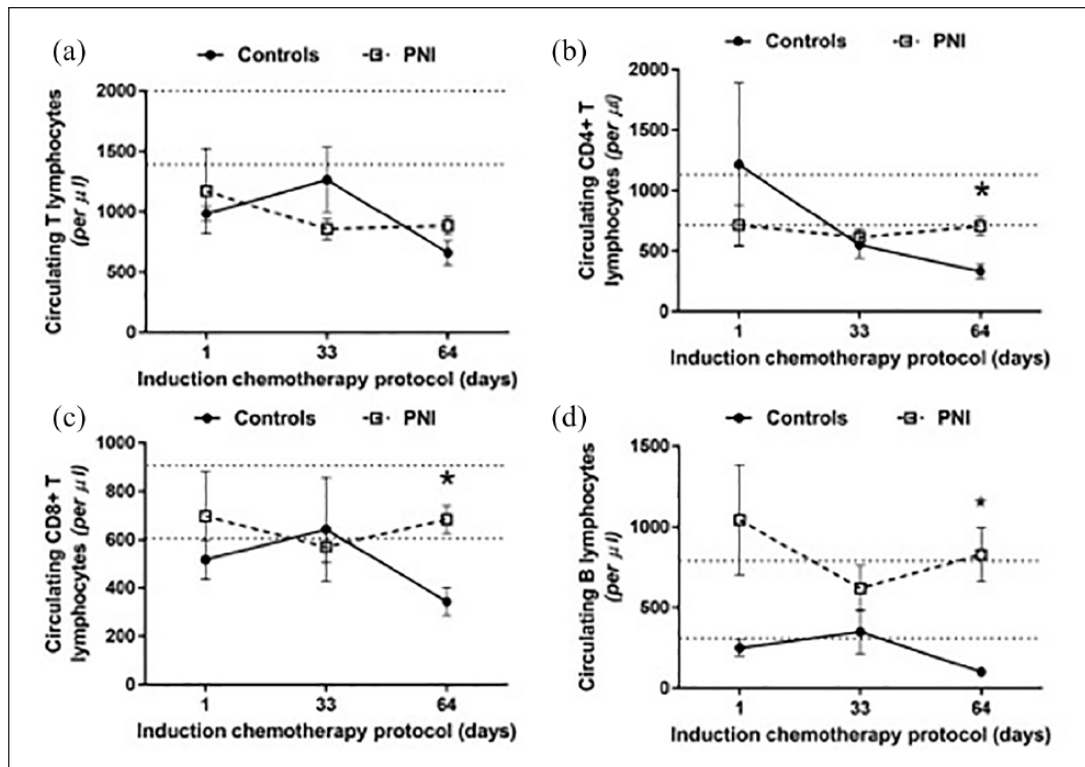 (a)
Controls
PNI
2000
1500
1000
500
0
Circulating T lymphocytes
(per µl)
1
33
64
Induction chemotherapy protocol (days)
(b)
Controls
PNI
2000
1500
1000
500
0
Circulating CD4+ T
lymphocytes (per µl)
*
1
33
64
Induction chemotherapy protocol (days)
(c)
Controls
PNI
1000
800
600
400
200
0
Circulating CD8+ T
lymphocytes (per µl)
*
1
33
64
Induction chemotherapy protocol (days)
(d)
Controls
PNI
1500
1000
500
0
Circulating B lymphocytes
(per µl)
*
1
33
64
Induction chemotherapy protocol (days)